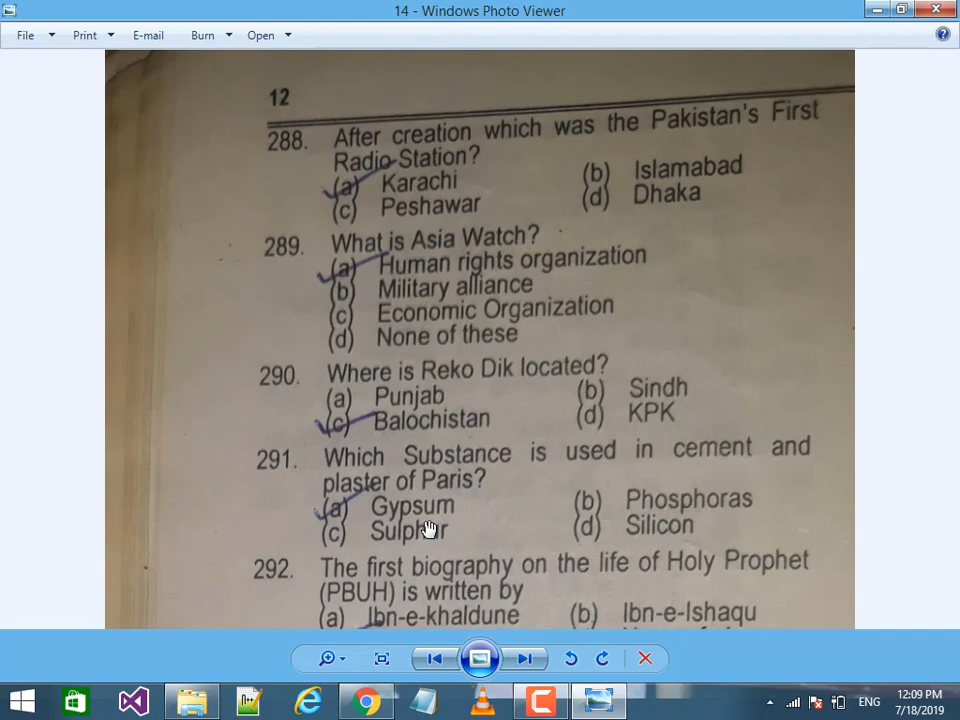 14 - Windows Photo Viewer
File Print E-mail Burn Open
12
288. After creation which was the Pakistan's First
Radio Station?
(a) Karachi (b) Islamabad
(c) Peshawar (d) Dhaka
289. What is Asia Watch?
(a) Human rights organization
(b) Military alliance
(c) Economic Organization
(d) None of these
290. Where is Reko Dik located?
(a) Punjab (b) Sindh
(c) Balochistan (d) KPK
291. Which Substance is used in cement and
plaster of Paris?
(a) Gypsum (b) Phosphoras
(c) Sulphur (d) Silicon
292. The first biography on the life of Holy Prophet
(PBUH) is written by
(a) Ibn-e-khaldune (b) Ibn-e-Ishaqu
ENG
12:09 PM
7/18/2019